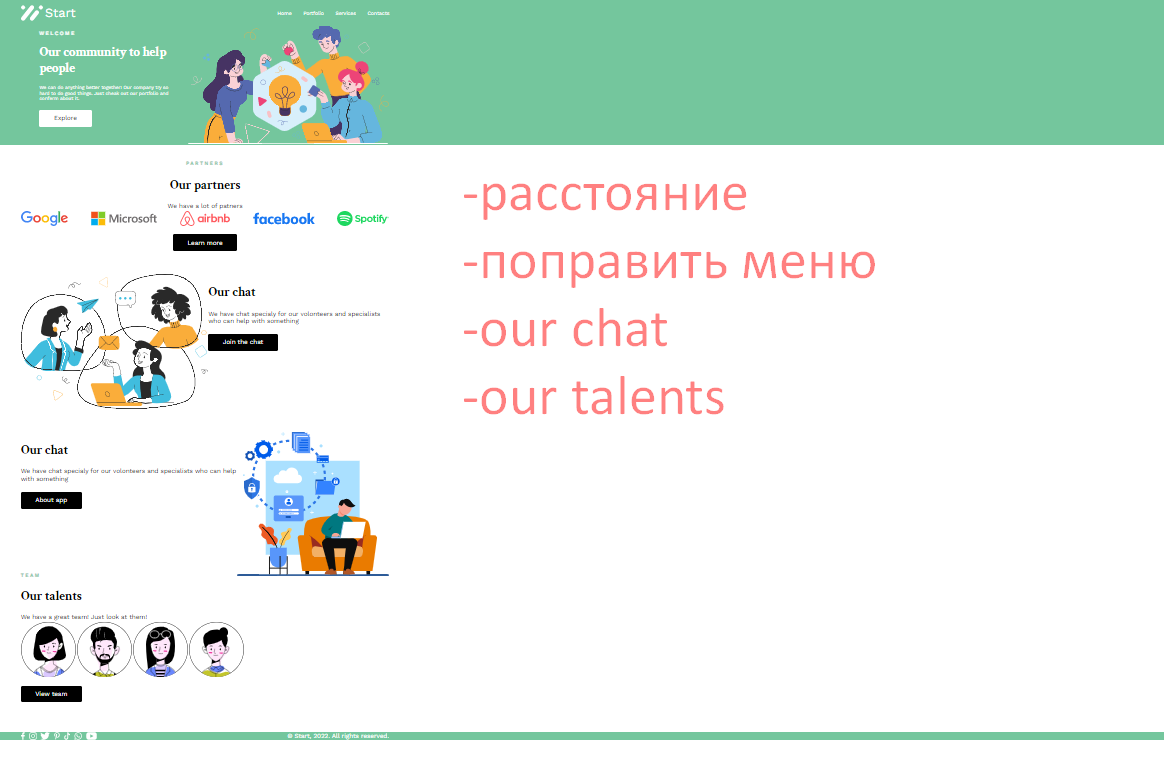 Start
Home Portfolio Services Contacts
WELCOME
Our community to help
people
We can do anything better together! Our company try so
hard to do good things. Just check out our portfolio and
conferm about it.
Explore
PARTNERS
Our partners
We have a lot of patners
Google Microsoft airbnb facebook Spotify
Learn more
-расстояние
-поправить меню
-our chat
-our talents
Our chat
We have chat specialy for our volonteers and specialists
who can help with something
Join the chat
Our chat
We have chat specialy for our volonteers and specialists who can help
with something
About app
TEAM
Our talents
We have a great team! Just look at them!
View team
© Start, 2022. All rights reserved.